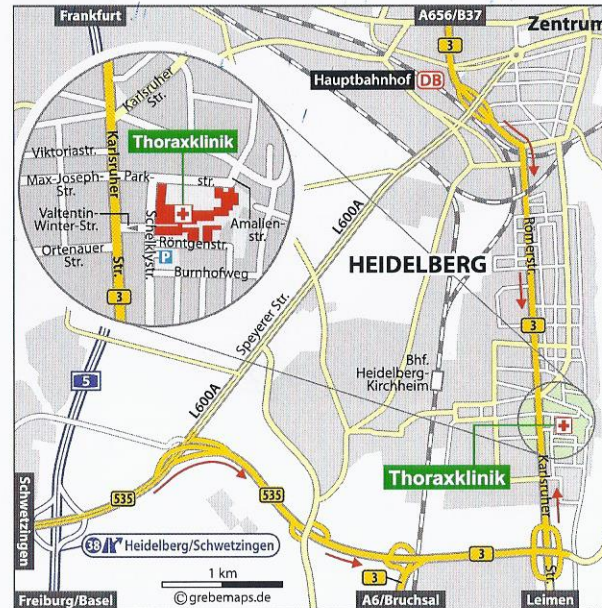 Frankfurt
A656/B37
Zentrum
3
Hauptbahnhof DB
Karlsruher
Str.
Thoraxklinik
Karlsruher
Str.
3
Viktoriastr.
Max-Joseph-
Str.
Park-
str.
Valtentin-
Winter-Str.
Amalien-
str.
Ortenauer
Str.
Röntgenstr.
P
Burnhofweg
L600A
Römerstr.
HEIDELBERG
3
Speyerer Str.
5
Bhf.
Heidelberg-
Kirchheim
L600A
Thoraxklinik
Karlsruher
Str.
Schwetzingen
535
535
38 Heidelberg/Schwetzingen
3
3
1 km
© grebemaps.de
Freiburg/Basel
A6/Bruchsal
Leimen